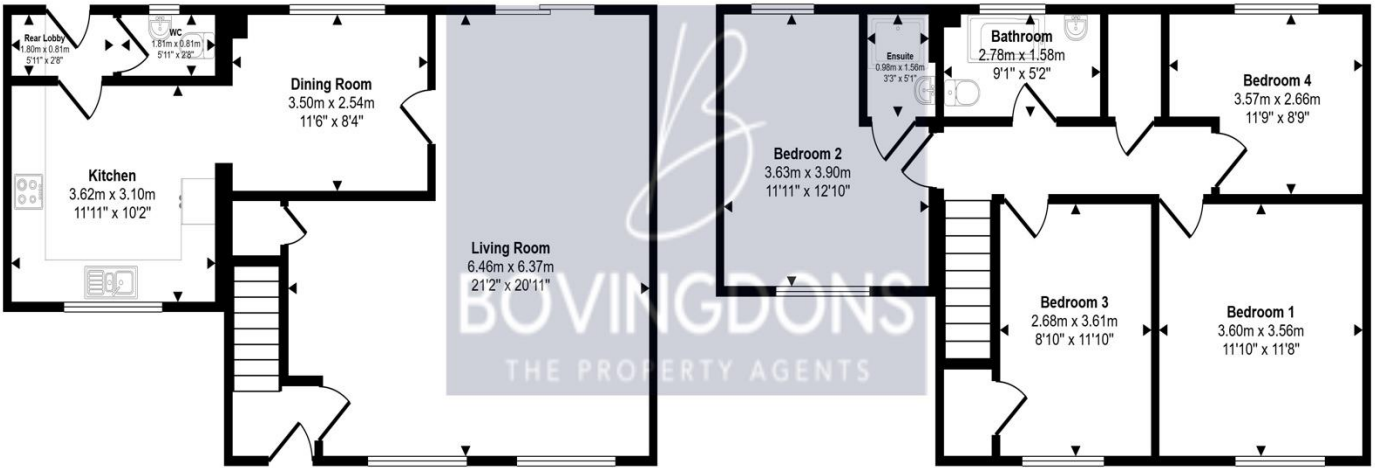 Rear Lobby
1.80m x 0.81m
5'11" x 2'8"
WC
1.81m x 0.81m
5'11" x 2'8"
Dining Room
3.50m x 2.54m
11'6" x 8'4"
Kitchen
3.62m x 3.10m
11'11" x 10'2"
Living Room
6.46m x 6.37m
21'2" x 20'11"
Ensuite
0.98m x 1.56m
3'3" x 5'1"
Bathroom
2.78m x 1.58m
9'1" x 5'2"
Bedroom 4
3.57m x 2.66m
11'9" x 8'9"
Bedroom 2
3.63m x 3.90m
11'11" x 12'10"
Bedroom 3
2.68m x 3.61m
8'10" x 11'10"
Bedroom 1
3.60m x 3.56m
11'10" x 11'8"
B
BOVINGDONS
THE PROPERTY AGENTS